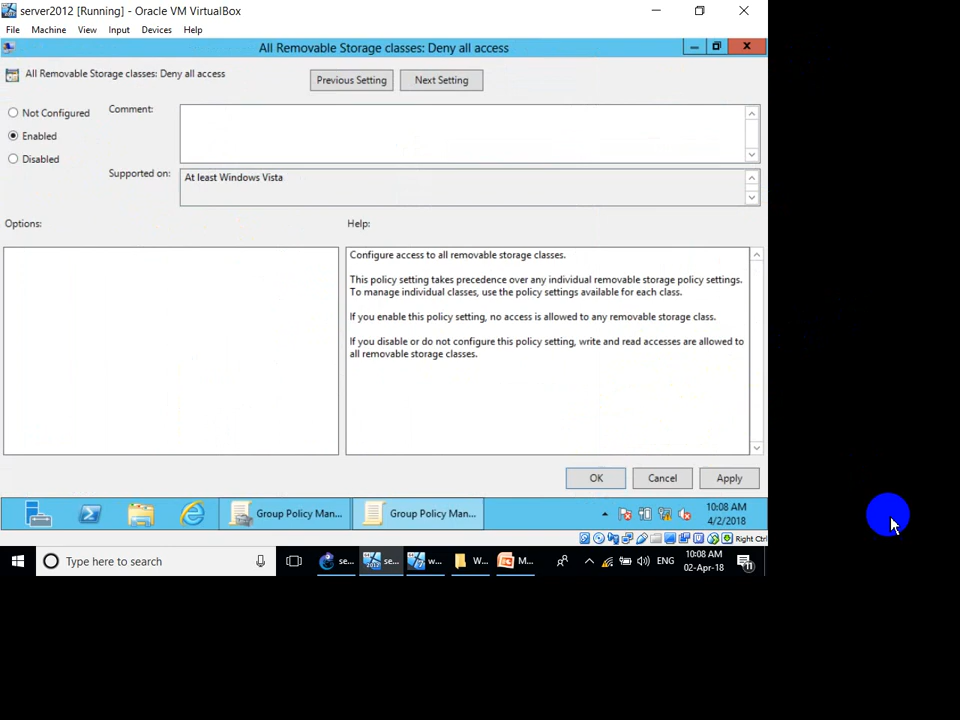 server2012 [Running] - Oracle VM VirtualBox
File Machine View Input Devices Help
All Removable Storage classes: Deny all access
All Removable Storage classes: Deny all access
Previous Setting Next Setting
Not Configured
Enabled
Disabled
Comment:
Supported on:
At least Windows Vista
Options:
Help:
Configure access to all removable storage classes.
This policy setting takes precedence over any individual removable storage policy settings.
To manage individual classes, use the policy settings available for each class.
If you enable this policy setting, no access is allowed to any removable storage class.
If you disable or do not configure this policy setting, write and read accesses are allowed to
all removable storage classes.
OK Cancel Apply
Group Policy Man... Group Policy Man...
10:08 AM
4/2/2018
Right Ctrl
Type here to search
se... se... w... W... M...
ENG
10:08 AM
02-Apr-18
11